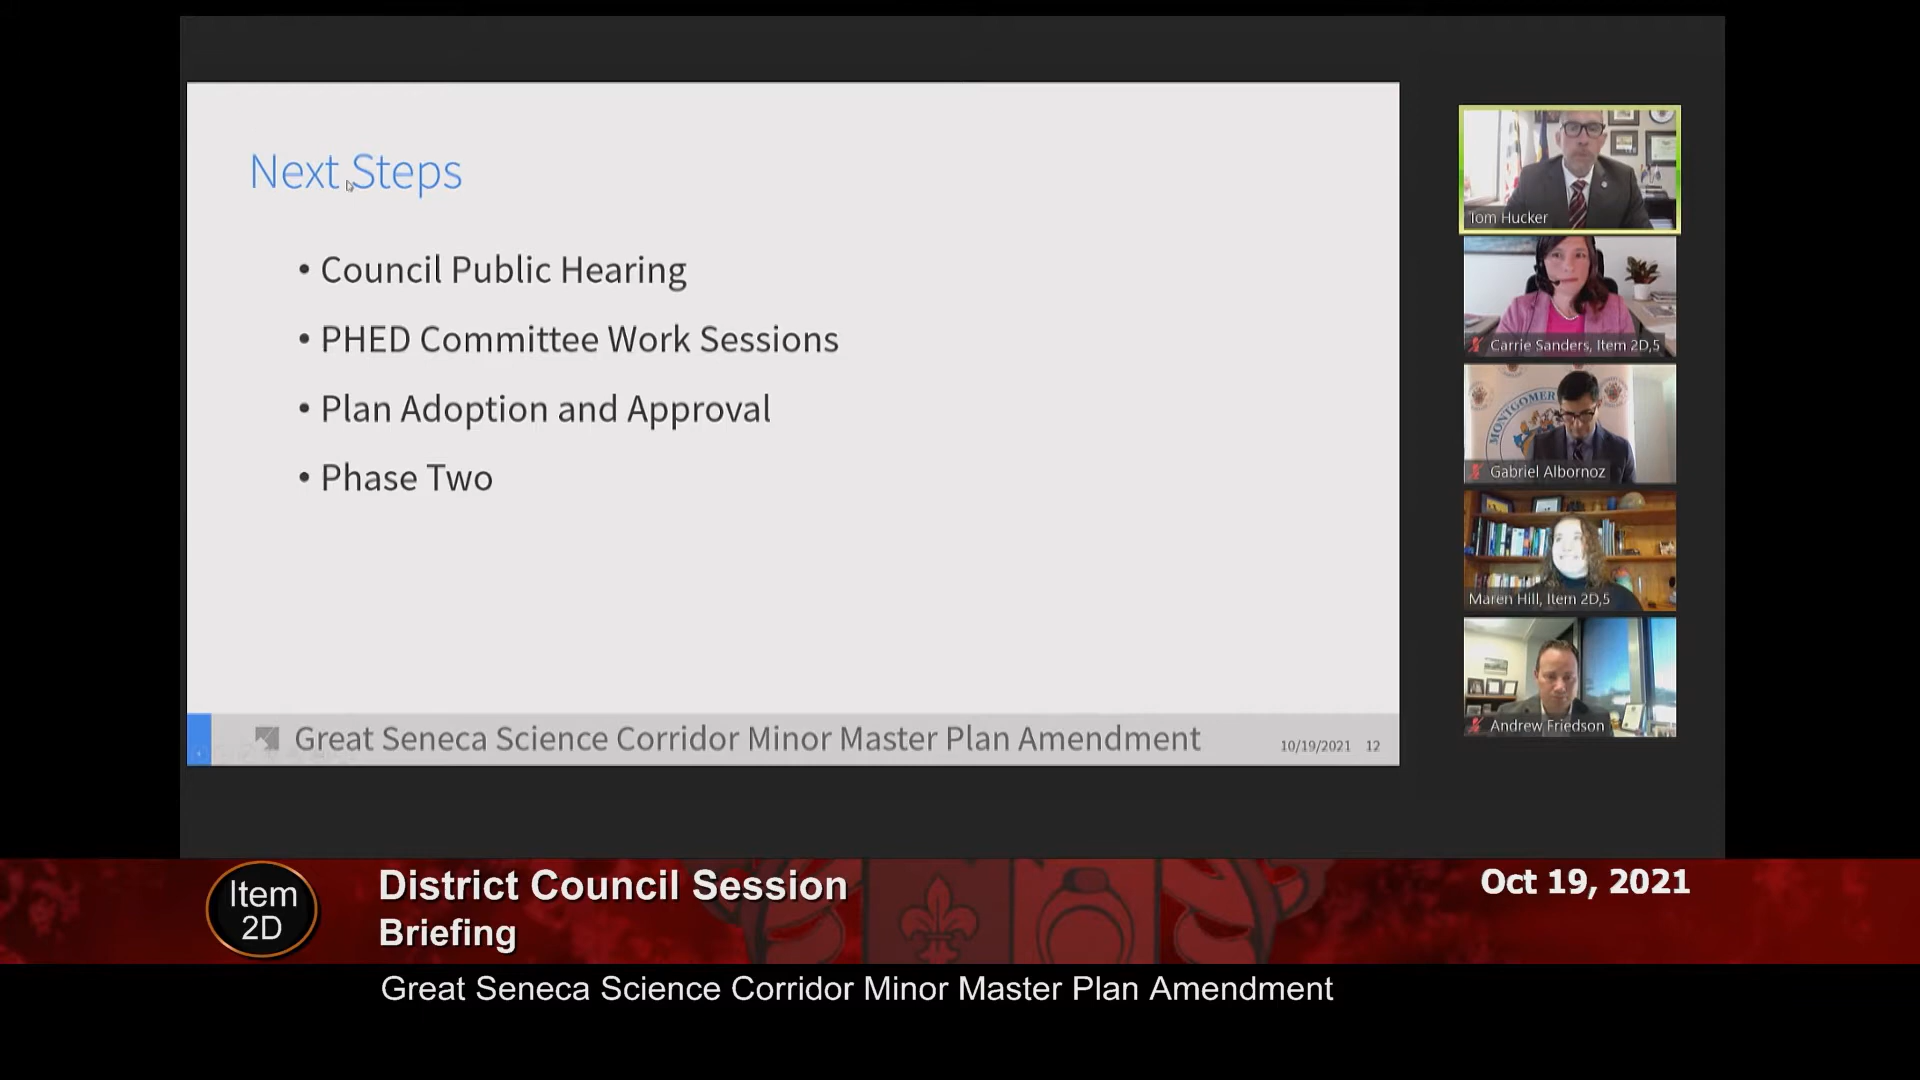 Next Steps
• Council Public Hearing
• PHED Committee Work Sessions
• Plan Adoption and Approval
• Phase Two
Great Seneca Science Corridor Minor Master Plan Amendment
10/19/2021 12
Tom Hucker
Carrie Sanders, Item 2D,5
MONTGOMER
Gabriel Albornoz
Maren Hill, Item 2D,5
Andrew Friedson
Item
2D
District Council Session
Briefing
Oct 19, 2021
Great Seneca Science Corridor Minor Master Plan Amendment